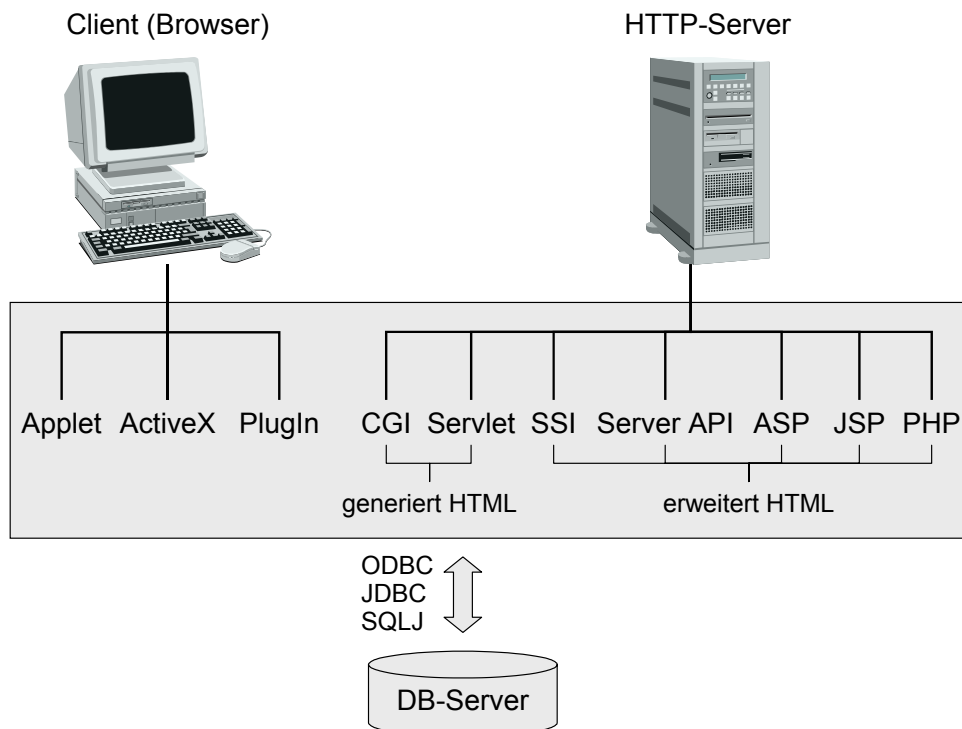 Client (Browser)
HTTP-Server
Applet ActiveX PlugIn
CGI Servlet SSI Server API ASP JSP PHP
generiert HTML
erweitert HTML
ODBC
JDBC
SQLJ
DB-Server